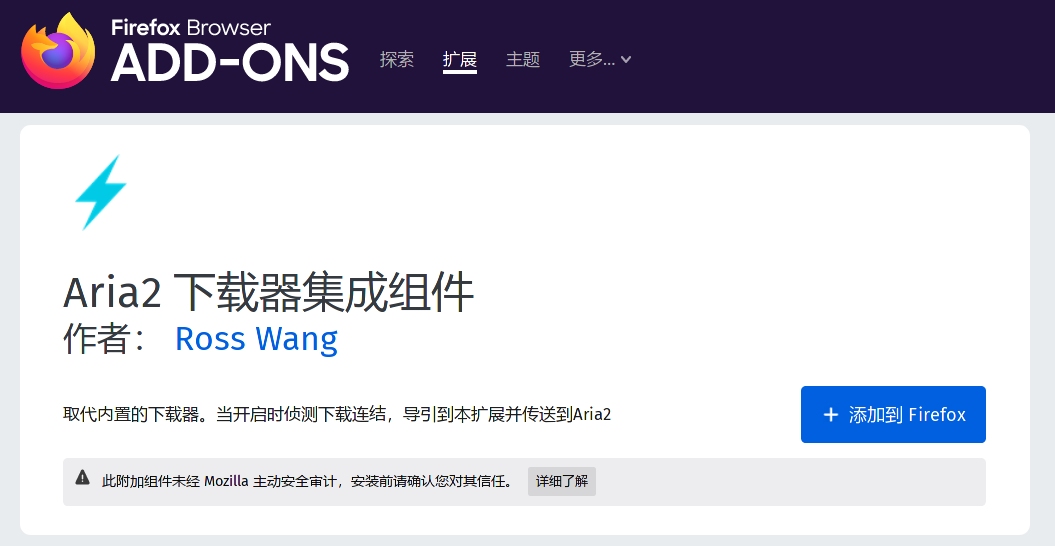 Firefox Browser
ADD-ONS
探索 扩展 主题 更多...
Aria2 下载器集成组件
作者： Ross Wang
取代内置的下载器。当开启时侦测下载连结，导引到本扩展并传送到Aria2
+ 添加到 Firefox
此附加组件未经 Mozilla 主动安全审计，安装前请确认您对其信任。 详细了解